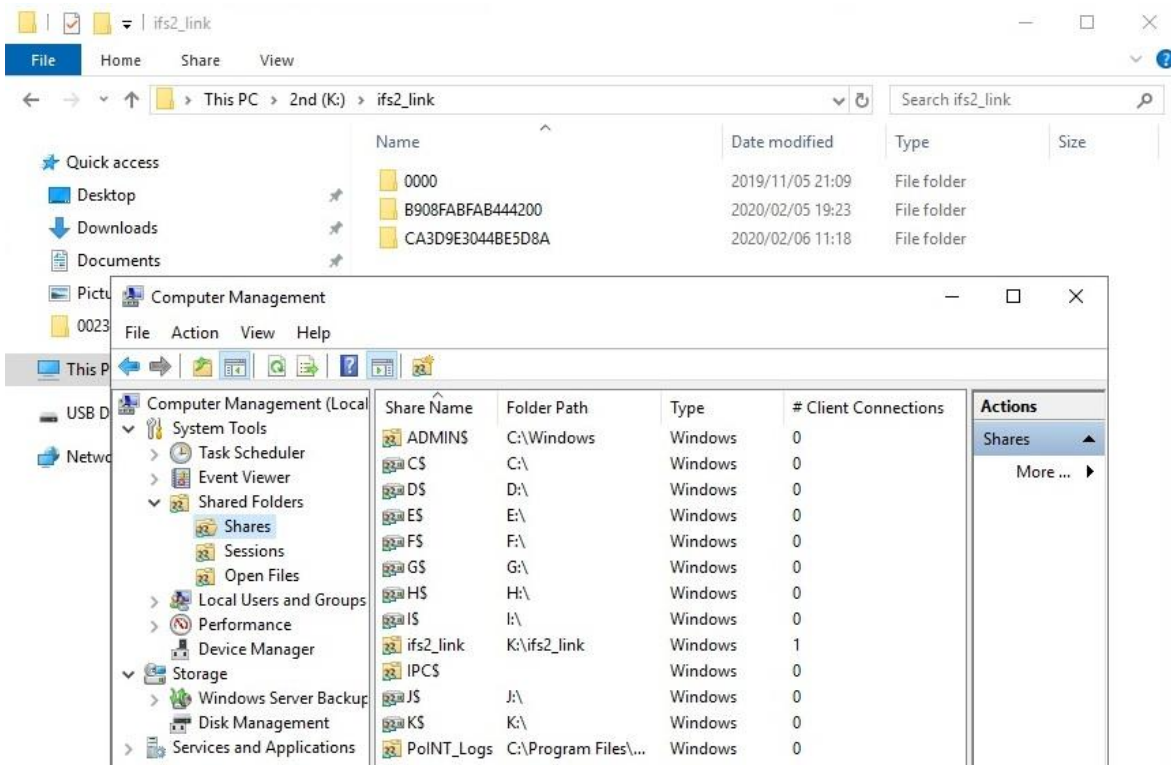 ifs2_link
File Home Share View
This PC > 2nd (K:) > ifs2_link
Search ifs2_link
Name Date modified Type Size
Quick access
Desktop
Downloads
Documents
Pictu
0023
This P
USB D
Netwo
0000 2019/11/05 21:09 File folder
B908FABFAB444200 2020/02/05 19:23 File folder
CA3D9E3044BE5D8A 2020/02/06 11:18 File folder
Computer Management
File Action View Help
Computer Management (Local
System Tools
Task Scheduler
Event Viewer
Shared Folders
Shares
Sessions
Open Files
Local Users and Groups
Performance
Device Manager
Storage
Windows Server Backup
Disk Management
Services and Applications
Share Name Folder Path Type # Client Connections
ADMIN$ C:\Windows Windows 0
C$ C:\ Windows 0
D$ D:\ Windows 0
E$ E:\ Windows 0
F$ F:\ Windows 0
G$ G:\ Windows 0
H$ H:\ Windows 0
I$ I:\ Windows 0
ifs2_link K:\ifs2_link Windows 1
IPC$ Windows 0
J$ J:\ Windows 0
K$ K:\ Windows 0
PoINT_Logs C:\Program Files\... Windows 0
Actions
Shares
More ...